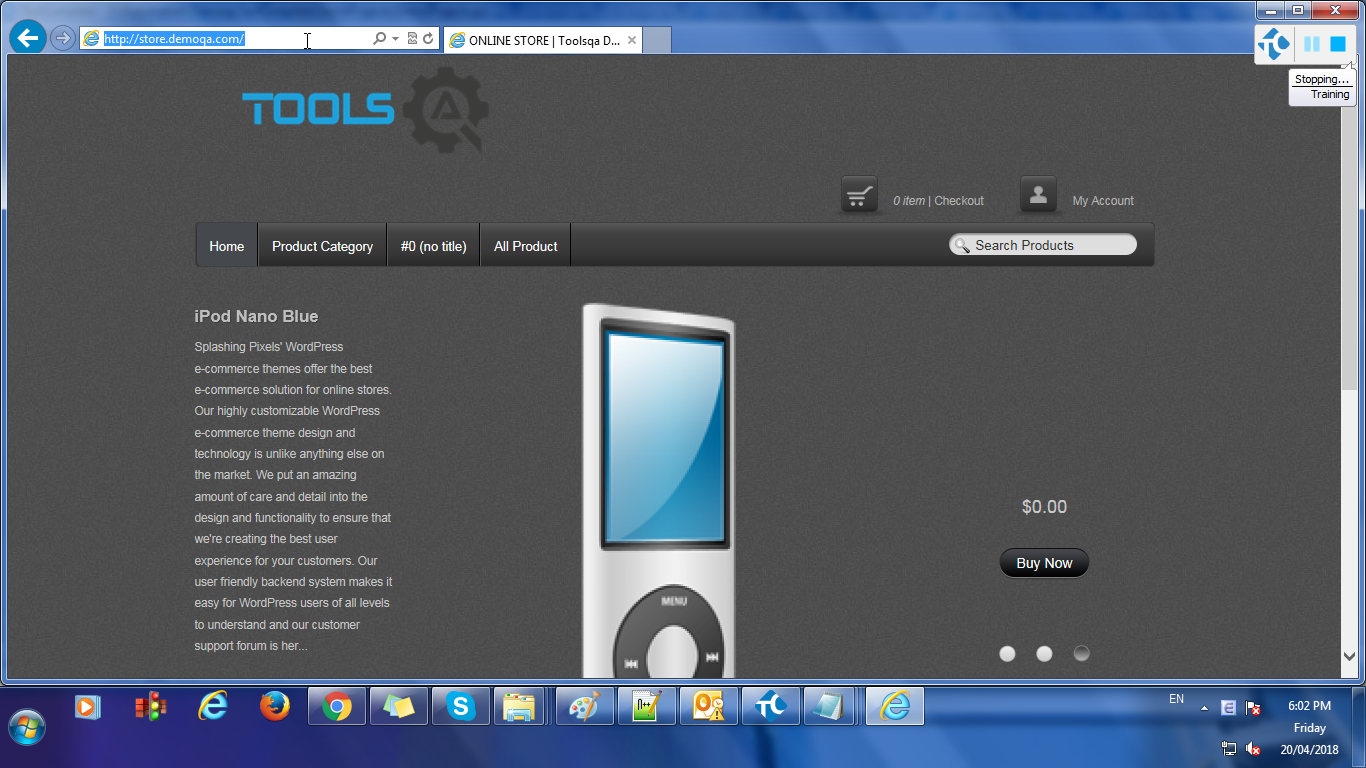 http://store.demoqa.com/
ONLINE STORE | Toolsqa D...
Stopping...
Training
TOOLS QA
0 item | Checkout
My Account
Home
Product Category
#0 (no title)
All Product
Search Products
iPod Nano Blue
Splashing Pixels' WordPress
e-commerce themes offer the best
e-commerce solution for online stores.
Our highly customizable WordPress
e-commerce theme design and
technology is unlike anything else on
the market. We put an amazing
amount of care and detail into the
design and functionality to ensure that
we're creating the best user
experience for your customers. Our
user friendly backend system makes it
easy for WordPress users of all levels
to understand and our customer
support forum is her...
MENU
$0.00
Buy Now
EN
6:02 PM
Friday
20/04/2018